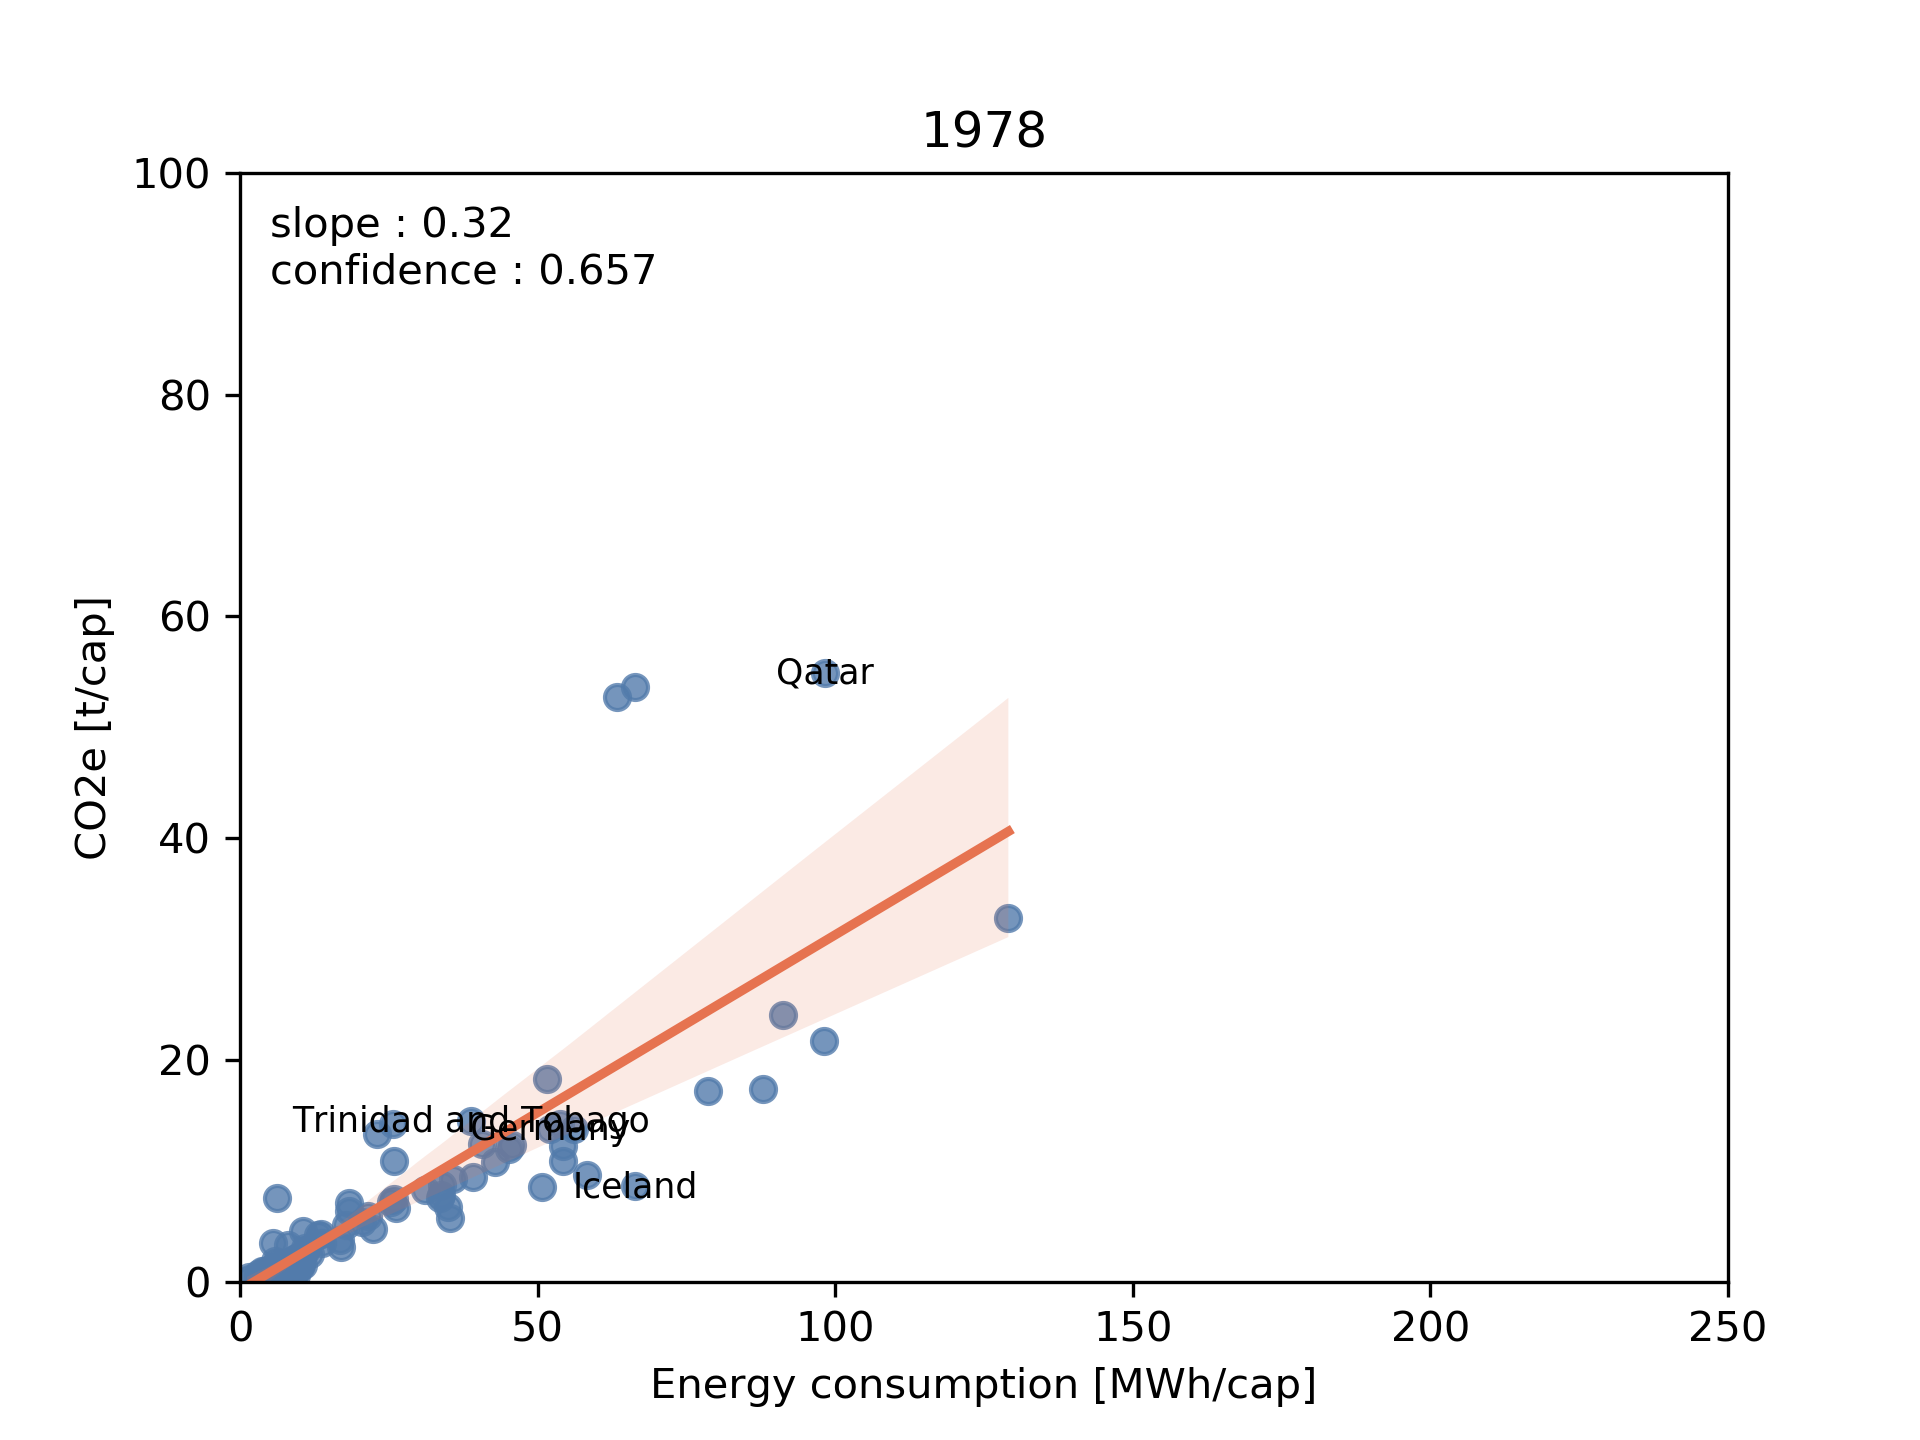 1978
slope : 0.32
confidence : 0.657
100
80
60
40
20
0
CO2e [t/cap]
Qatar
Trinidad and Tobago
Germany
Iceland
0 50 100 150 200 250
Energy consumption [MWh/cap]